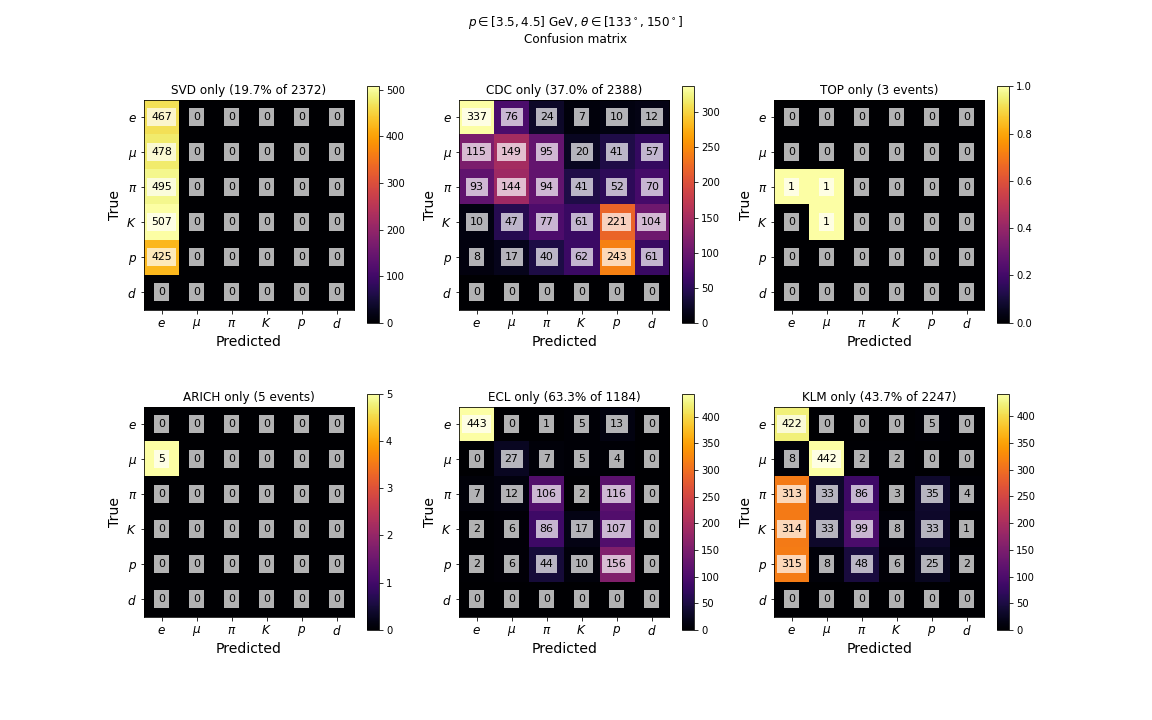 p ∈ [3.5, 4.5] GeV, θ ∈ [133°, 150°]
Confusion matrix
SVD only (19.7% of 2372)
e 467 0 0 0 0 0
μ 478 0 0 0 0 0
π 495 0 0 0 0 0
K 507 0 0 0 0 0
p 425 0 0 0 0 0
d 0 0 0 0 0 0
e μ π K p d
Predicted
True
500
400
300
200
100
0
CDC only (37.0% of 2388)
e 337 76 24 7 10 12
μ 115 149 95 20 41 57
π 93 144 94 41 52 70
K 10 47 77 61 221 104
p 8 17 40 62 243 61
d 0 0 0 0 0 0
e μ π K p d
Predicted
True
300
250
200
150
100
50
0
TOP only (3 events)
e 0 0 0 0 0 0
μ 0 0 0 0 0 0
π 1 1 0 0 0 0
K 0 1 0 0 0 0
p 0 0 0 0 0 0
d 0 0 0 0 0 0
e μ π K p d
Predicted
True
1.0
0.8
0.6
0.4
0.2
0.0
ARICH only (5 events)
e 0 0 0 0 0 0
μ 5 0 0 0 0 0
π 0 0 0 0 0 0
K 0 0 0 0 0 0
p 0 0 0 0 0 0
d 0 0 0 0 0 0
e μ π K p d
Predicted
True
5
4
3
2
1
0
ECL only (63.3% of 1184)
e 443 0 1 5 13 0
μ 0 27 7 5 4 0
π 7 12 106 2 116 0
K 2 6 86 17 107 0
p 2 6 44 10 156 0
d 0 0 0 0 0 0
e μ π K p d
Predicted
True
400
350
300
250
200
150
100
50
0
KLM only (43.7% of 2247)
e 422 0 0 0 5 0
μ 8 442 2 2 0 0
π 313 33 86 3 35 4
K 314 33 99 8 33 1
p 315 8 48 6 25 2
d 0 0 0 0 0 0
e μ π K p d
Predicted
True
400
350
300
250
200
150
100
50
0